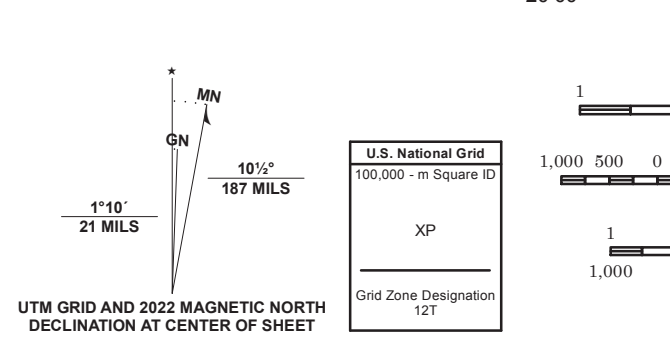 ★
MN
GN
10½°
187 MILS
1°10´
21 MILS
UTM GRID AND 2022 MAGNETIC NORTH
DECLINATION AT CENTER OF SHEET
U.S. National Grid
100,000 - m Square ID
XP
Grid Zone Designation
12T
1
1,000 500 0
1
1,000